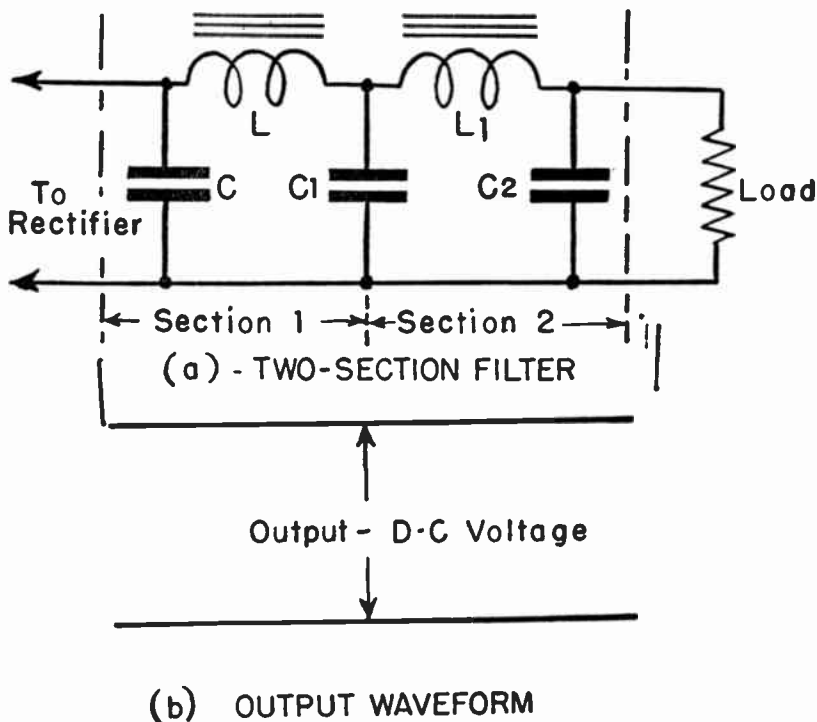 L
L1
C
C1
C2
To
Rectifier
Load
Section 1
Section 2
(a) - TWO-SECTION FILTER
Output - D-C Voltage
(b) OUTPUT WAVEFORM